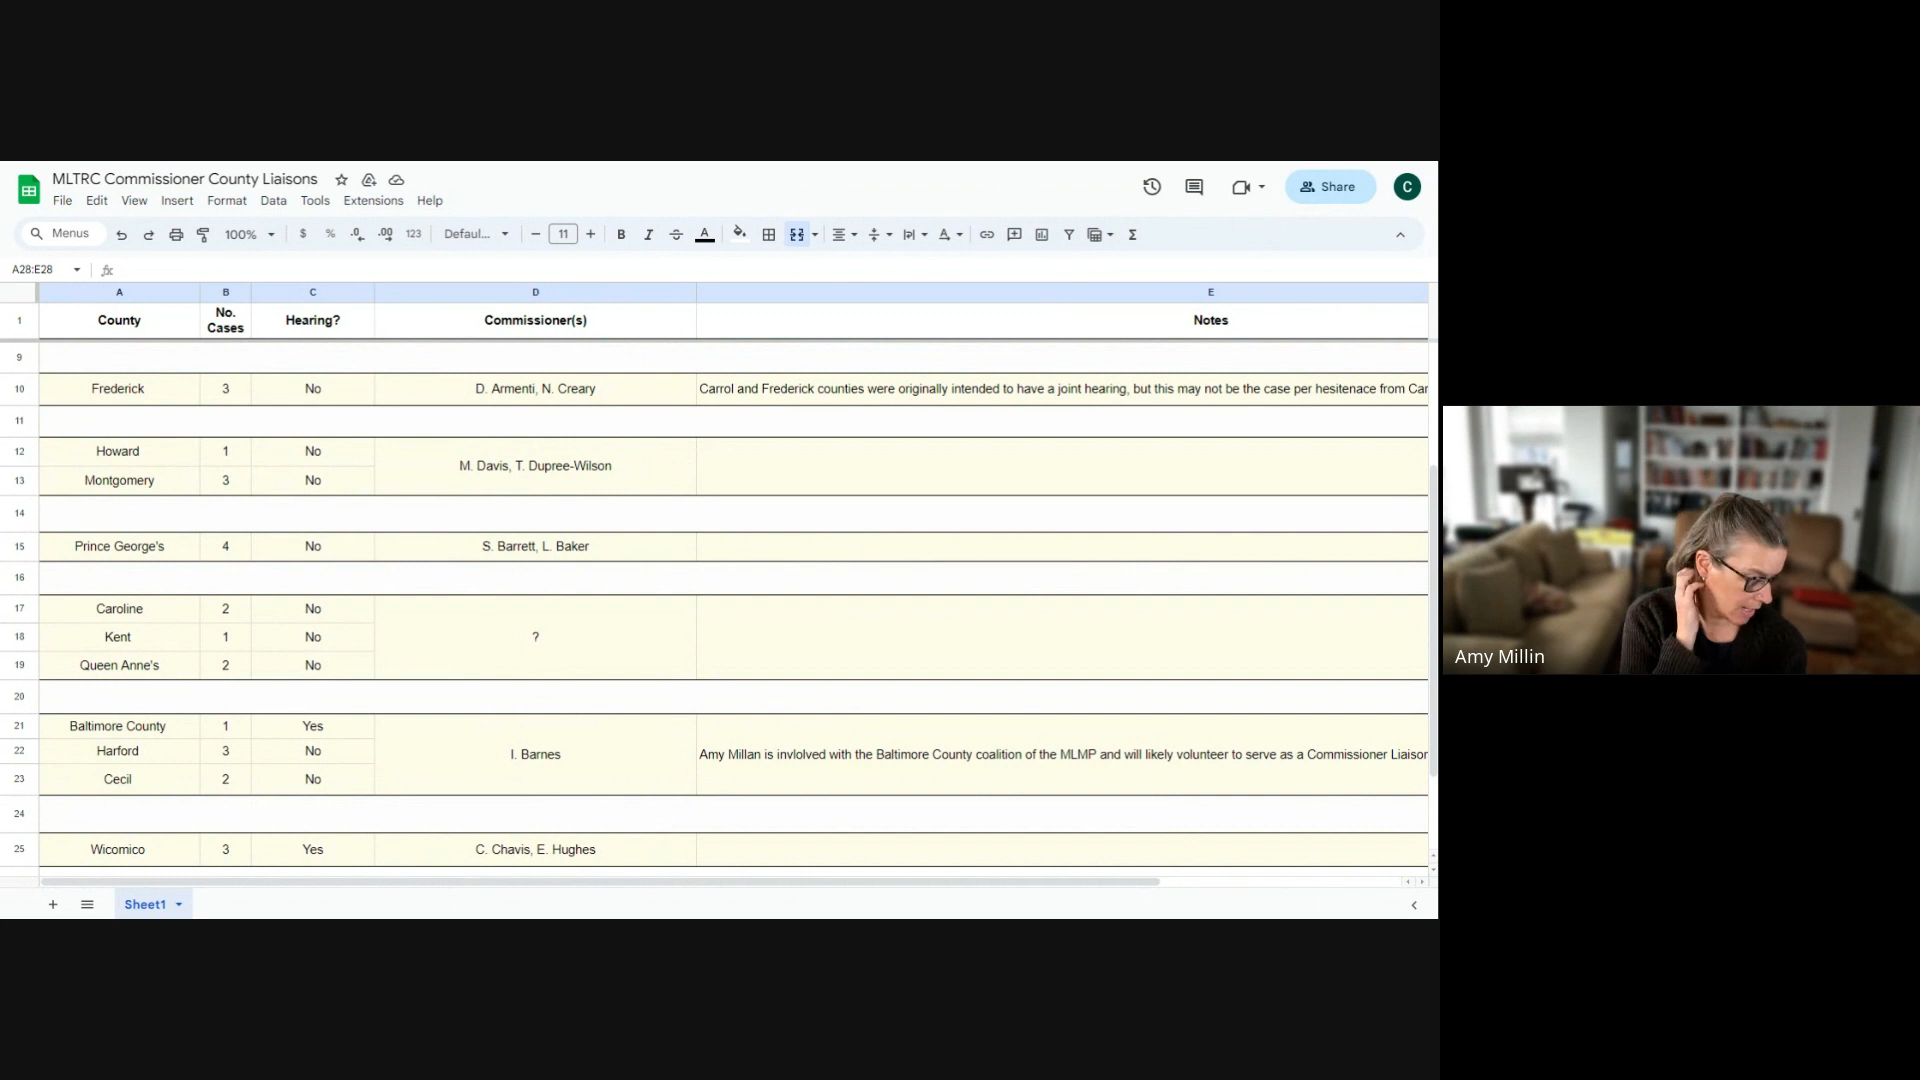 MLTRC Commissioner County Liaisons
File Edit View Insert Format Data Tools Extensions Help
Share
C
Menus 100% $ % .0 .00 123 Defaul... − 11 + B I S A Σ
A28:E28 fx
A B C D E
1 County No. Cases Hearing? Commissioner(s) Notes
9
10 Frederick 3 No D. Armenti, N. Creary Carrol and Frederick counties were originally intended to have a joint hearing, but this may not be the case per hesitenace from Car
11
12 Howard 1 No
M. Davis, T. Dupree-Wilson
13 Montgomery 3 No
14
15 Prince George's 4 No S. Barrett, L. Baker
16
17 Caroline 2 No
18 Kent 1 No ?
19 Queen Anne's 2 No
20
21 Baltimore County 1 Yes
22 Harford 3 No I. Barnes Amy Millan is invloved with the Baltimore County coalition of the MLMP and will likely volunteer to serve as a Commissioner Liaison
23 Cecil 2 No
24
25 Wicomico 3 Yes C. Chavis, E. Hughes
Sheet1
Amy Millin